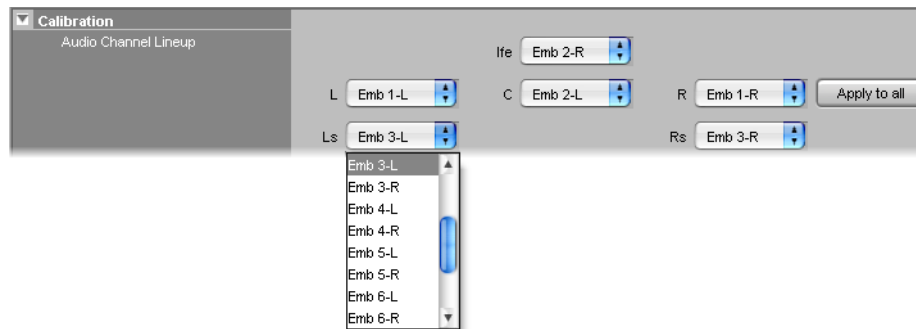 Calibration
Audio Channel Lineup
lfe Emb 2-R
L Emb 1-L C Emb 2-L R Emb 1-R Apply to all
Ls Emb 3-L Rs Emb 3-R
Emb 3-L
Emb 3-R
Emb 4-L
Emb 4-R
Emb 5-L
Emb 5-R
Emb 6-L
Emb 6-R